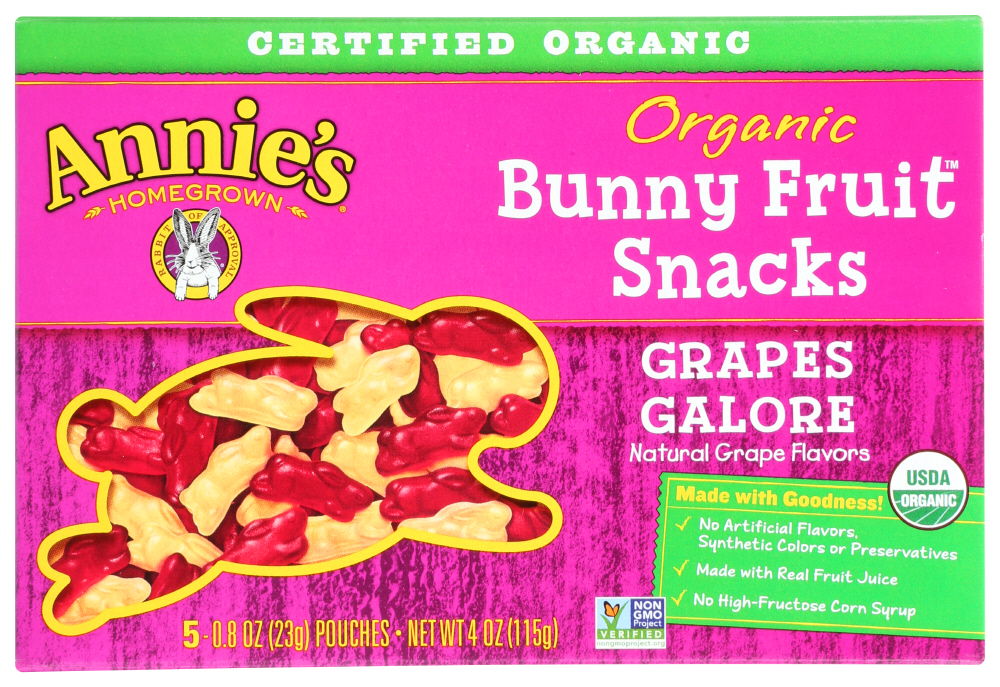 CERTIFIED ORGANIC
Annie's
HOMEGROWN
RABBIT OF APPROVAL
Organic
Bunny Fruit™
Snacks
GRAPES
GALORE
Natural Grape Flavors
USDA
ORGANIC
Made with Goodness!
✓ No Artificial Flavors,
Synthetic Colors or Preservatives
✓ Made with Real Fruit Juice
✓ No High-Fructose Corn Syrup
NON
GMO
Project
VERIFIED
nongmoproject.org
5-0.8 OZ (23g) POUCHES • NET WT 4 OZ (115g)